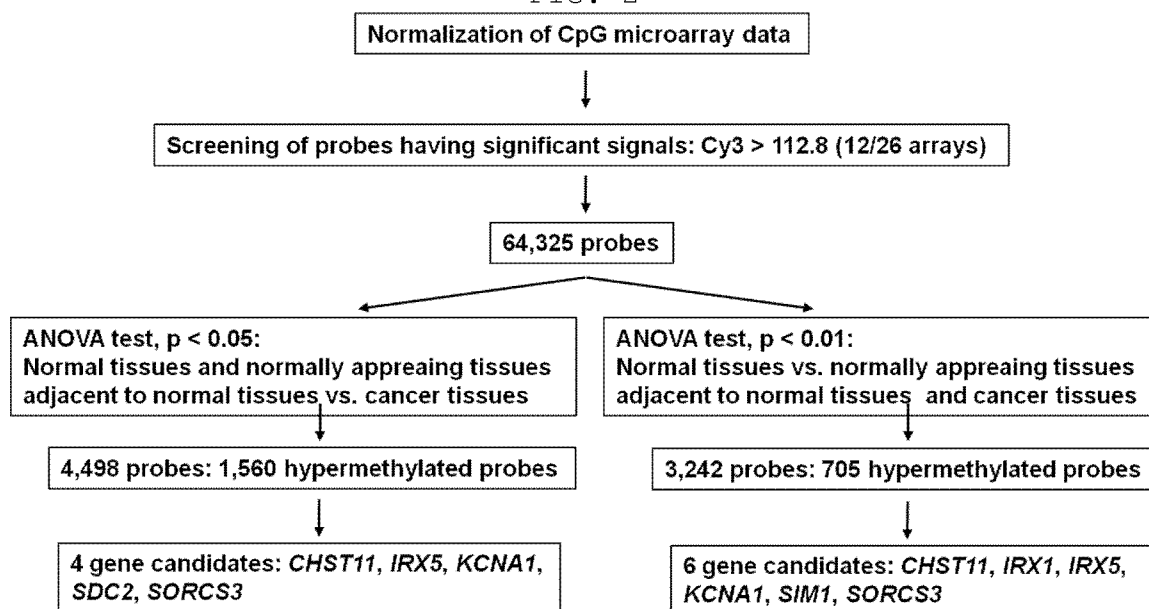 Normalization of CpG microarray data
Screening of probes having significant signals: Cy3 > 112.8 (12/26 arrays)
64,325 probes
ANOVA test, p < 0.05:
Normal tissues and normally appreaing tissues
adjacent to normal tissues vs. cancer tissues
ANOVA test, p < 0.01:
Normal tissues vs. normally appreaing tissues
adjacent to normal tissues and cancer tissues
4,498 probes: 1,560 hypermethylated probes
3,242 probes: 705 hypermethylated probes
4 gene candidates: CHST11, IRX5, KCNA1,
SDC2, SORCS3
6 gene candidates: CHST11, IRX1, IRX5,
KCNA1, SIM1, SORCS3